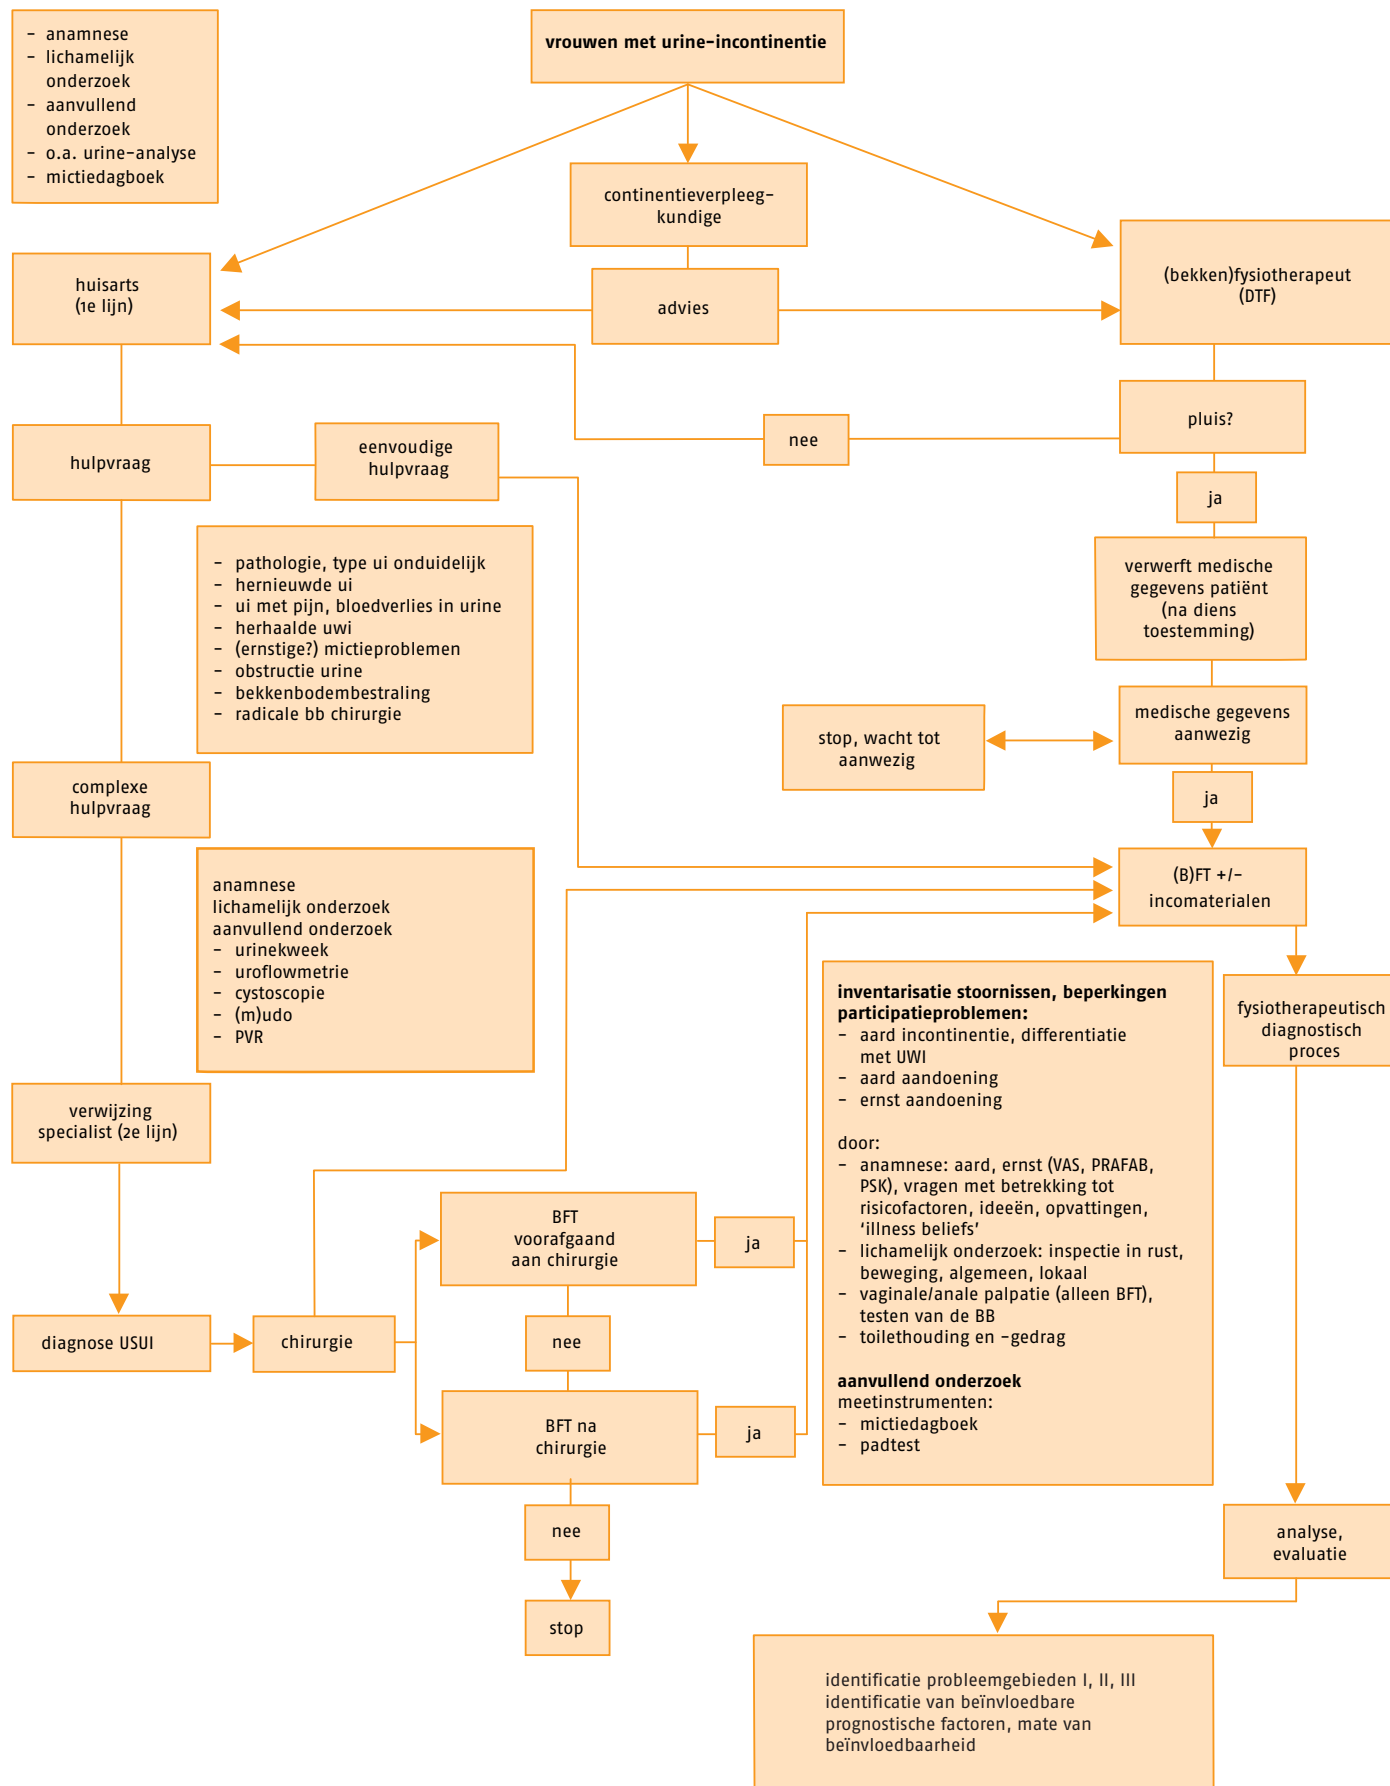 - anamnese
- lichamelijk
onderzoek
- aanvullend
onderzoek
- o.a. urine-analyse
- mictiedagboek
vrouwen met urine-incontinentie
continentieverpleeg-
kundige
advies
huisarts
(1e lijn)
(bekken)fysiotherapeut
(DTF)
pluis?
nee
ja
hulpvraag
eenvoudige
hulpvraag
verwerft medische
gegevens patiënt
(na diens
toestemming)
- pathologie, type ui onduidelijk
- hernieuwde ui
- ui met pijn, bloedverlies in urine
- herhaalde uwi
- (ernstige?) mictieproblemen
- obstructie urine
- bekkenbodembestraling
- radicale bb chirurgie
stop, wacht tot
aanwezig
medische gegevens
aanwezig
ja
complexe
hulpvraag
(B)FT +/-
incomaterialen
anamnese
lichamelijk onderzoek
aanvullend onderzoek
- urinekweek
- uroflowmetrie
- cystoscopie
- (m)udo
- PVR
fysiotherapeutisch
diagnostisch
proces
inventarisatie stoornissen, beperkingen
participatieproblemen:
- aard incontinentie, differentiatie
met UWI
- aard aandoening
- ernst aandoening
door:
- anamnese: aard, ernst (VAS, PRAFAB,
PSK), vragen met betrekking tot
risicofactoren, ideeën, opvattingen,
‘illness beliefs’
- lichamelijk onderzoek: inspectie in rust,
beweging, algemeen, lokaal
- vaginale/anale palpatie (alleen BFT),
testen van de BB
- toilethouding en -gedrag
aanvullend onderzoek
meetinstrumenten:
- mictiedagboek
- padtest
verwijzing
specialist (2e lijn)
diagnose USUI
chirurgie
BFT
voorafgaand
aan chirurgie
ja
nee
BFT na
chirurgie
ja
nee
stop
analyse,
evaluatie
identificatie probleemgebieden I, II, III
identificatie van beïnvloedbare
prognostische factoren, mate van
beïnvloedbaarheid